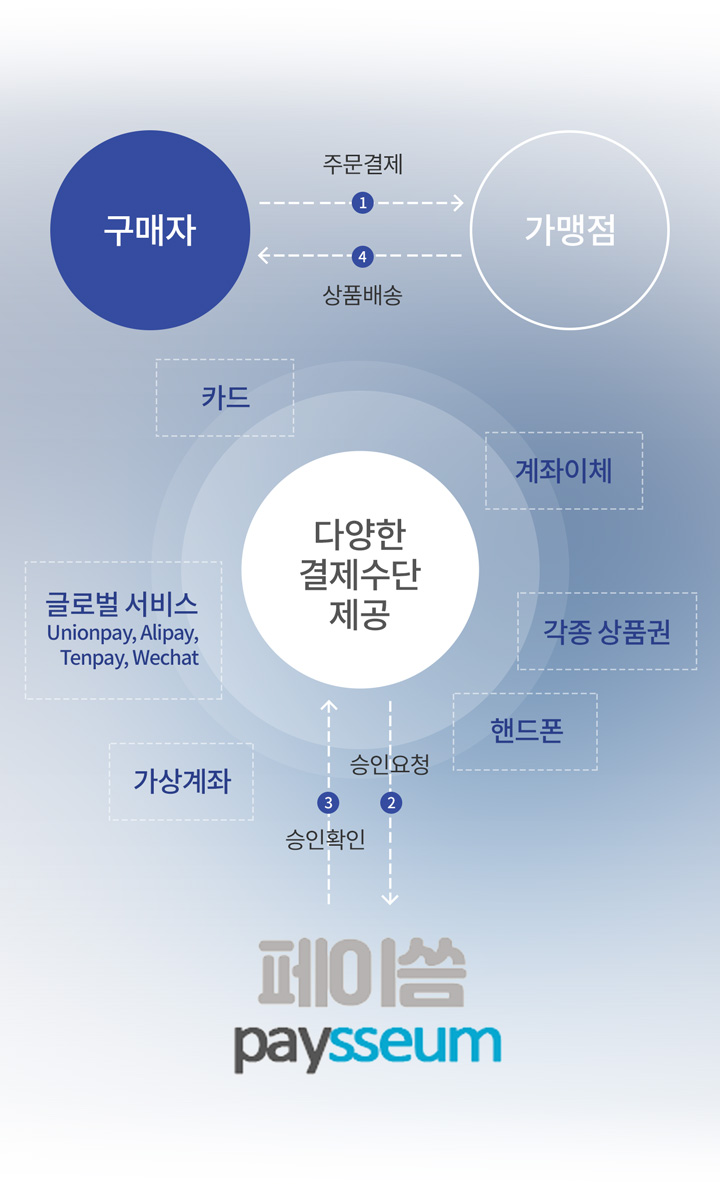 주문결제
1
구매자
가맹점
4
상품배송
카드
계좌이체
다양한
결제수단
제공
글로벌 서비스
Unionpay, Alipay,
Tenpay, Wechat
각종 상품권
핸드폰
가상계좌
승인요청
3
2
승인확인
페이씀
paysseum